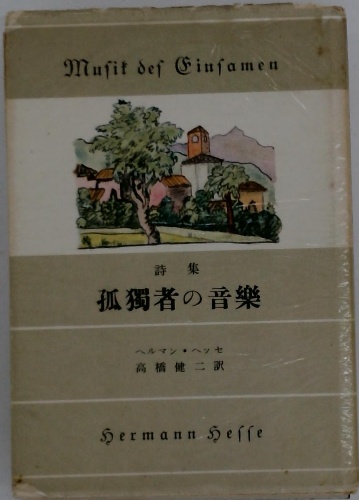 Musik des Einsamen
詩集
孤獨者の音樂
ヘルマン・ヘッセ
高橋健二訳
Hermann Hesse